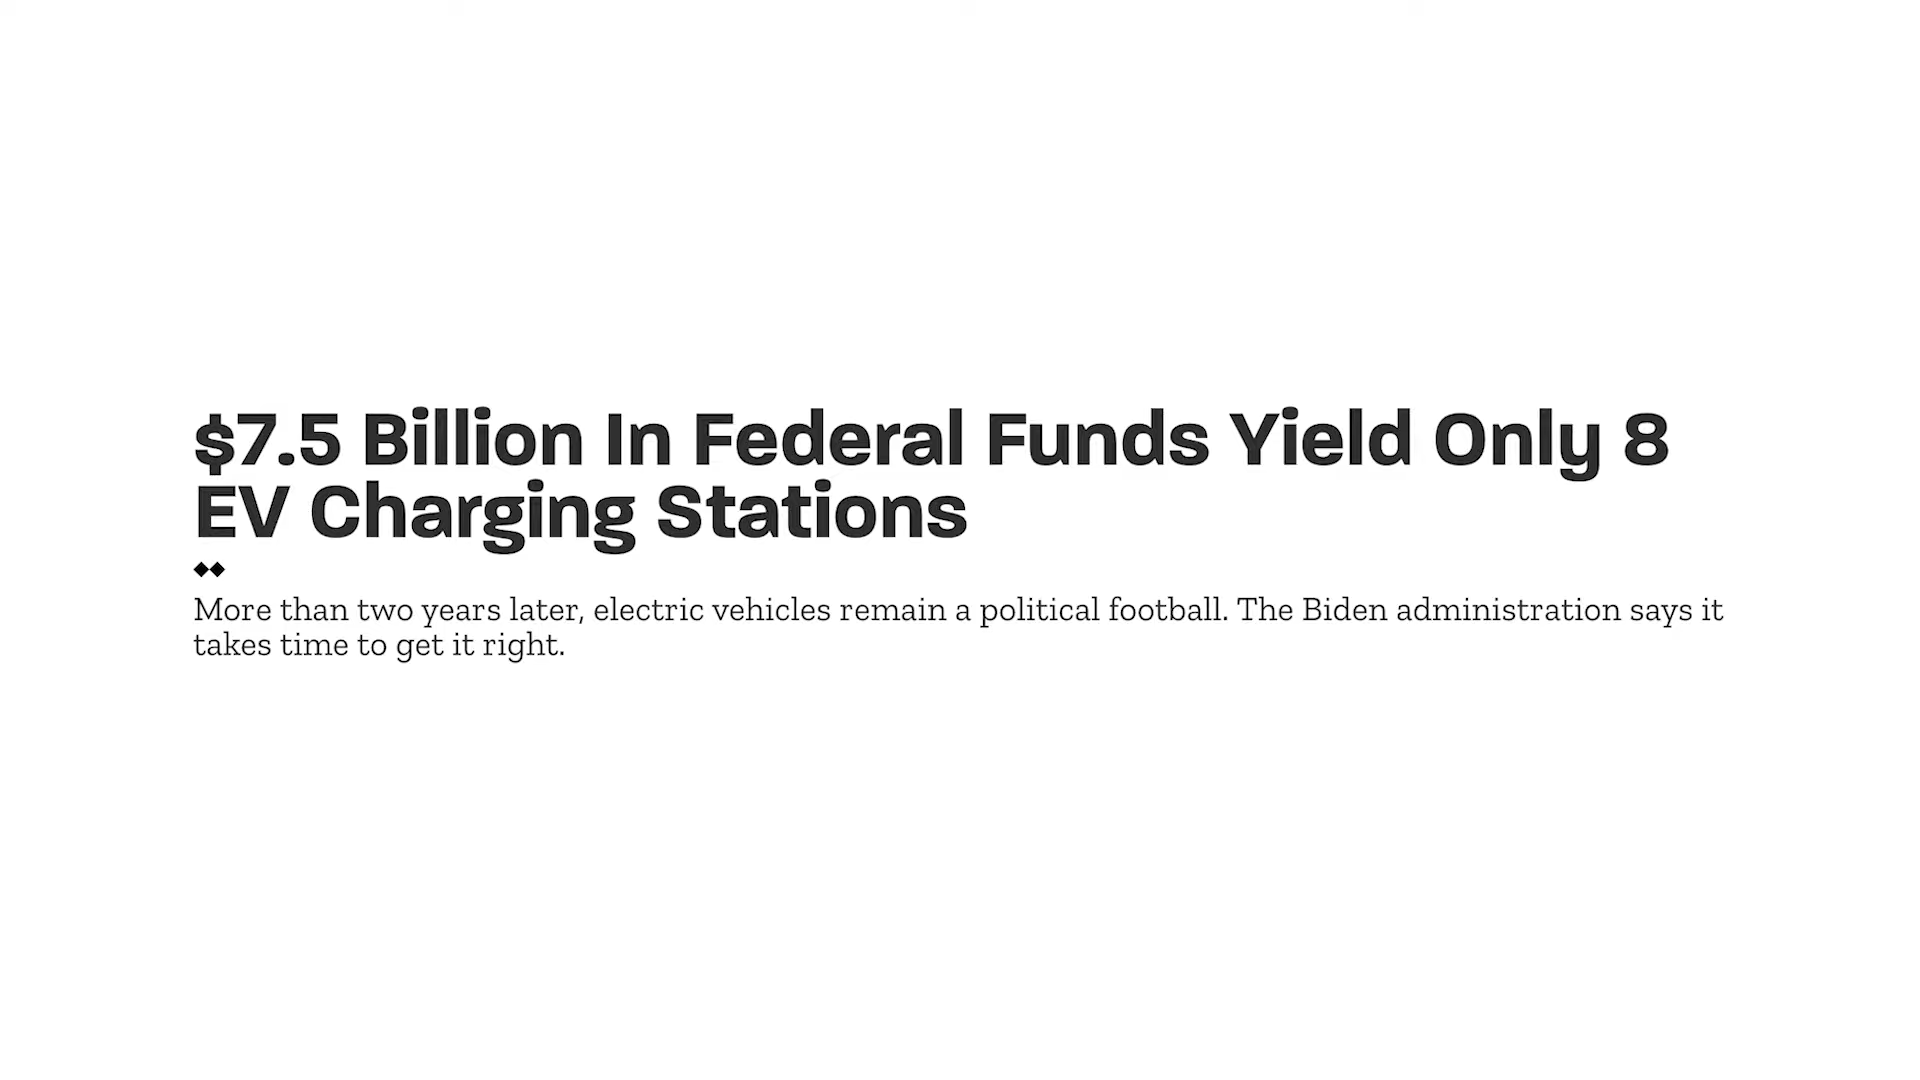 $7.5 Billion In Federal Funds Yield Only 8
EV Charging Stations
More than two years later, electric vehicles remain a political football. The Biden administration says it
takes time to get it right.